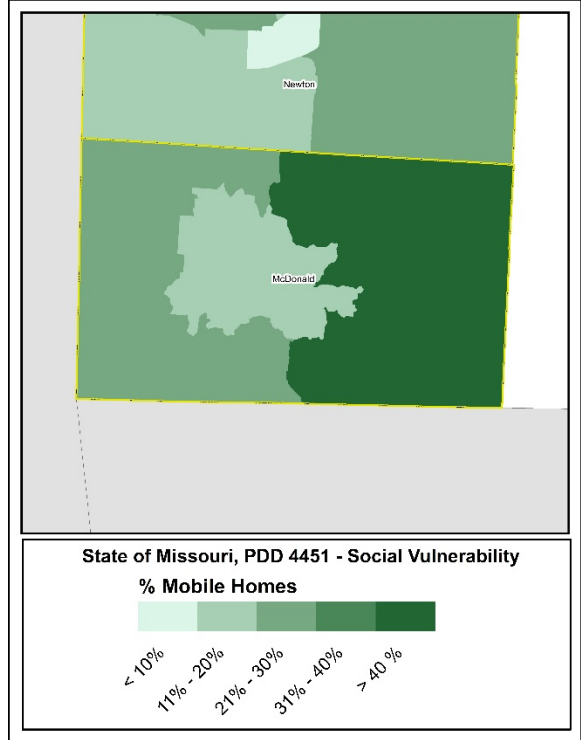 Newton
McDonald
State of Missouri, PDD 4451 - Social Vulnerability
% Mobile Homes
< 10%
11% - 20%
21% - 30%
31% - 40%
> 40 %